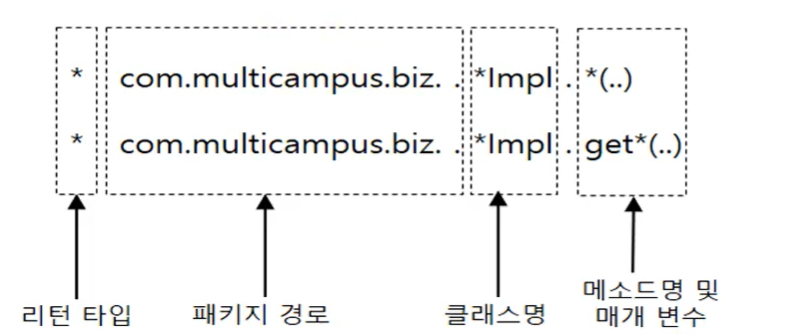 * com.multicampus.biz. . *Impl . *(..)
* com.multicampus.biz. . *Impl . get*(..)
리턴 타입 패키지 경로 클래스명 메소드명 및
매개 변수